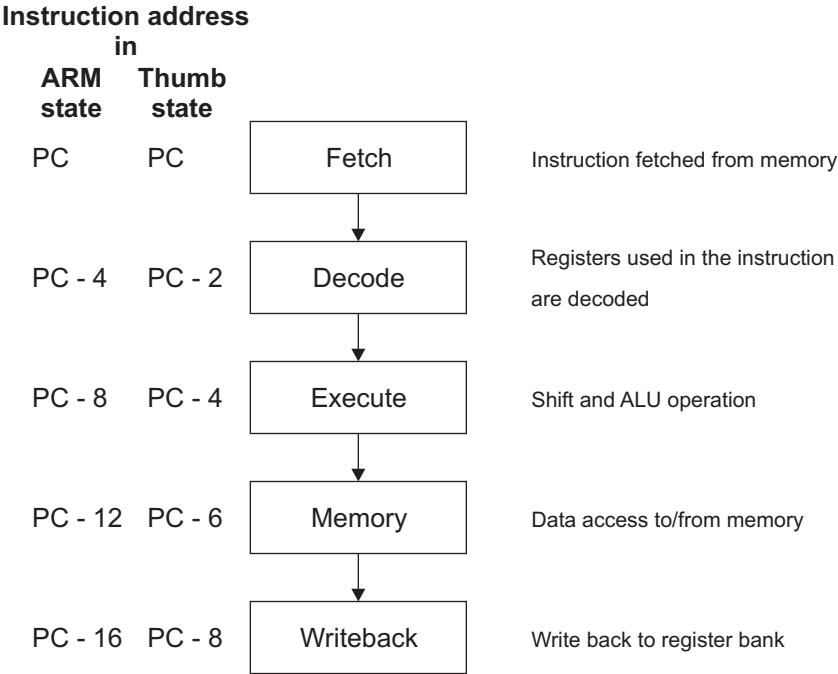 Instruction address
in
ARM Thumb
state state
PC PC Fetch Instruction fetched from memory
PC - 4 PC - 2 Decode Registers used in the instruction
are decoded
PC - 8 PC - 4 Execute Shift and ALU operation
PC - 12 PC - 6 Memory Data access to/from memory
PC - 16 PC - 8 Writeback Write back to register bank